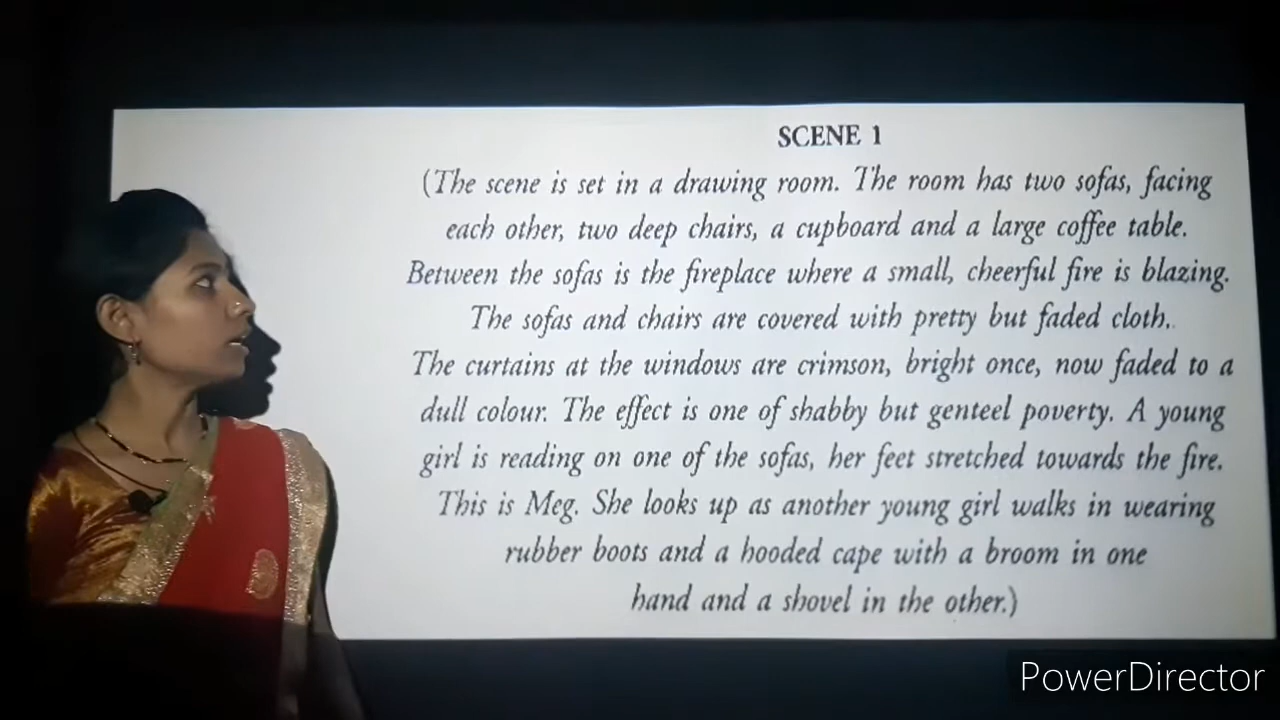 SCENE 1
(The scene is set in a drawing room. The room has two sofas, facing
each other, two deep chairs, a cupboard and a large coffee table.
Between the sofas is the fireplace where a small, cheerful fire is blazing.
The sofas and chairs are covered with pretty but faded cloth.
The curtains at the windows are crimson, bright once, now faded to a
dull colour. The effect is one of shabby but genteel poverty. A young
girl is reading on one of the sofas, her feet stretched towards the fire.
This is Meg. She looks up as another young girl walks in wearing
rubber boots and a hooded cape with a broom in one
hand and a shovel in the other.)
PowerDirector